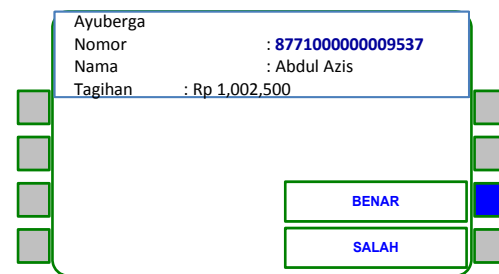 Ayuberga
Nomor : 8771000000009537
Nama : Abdul Azis
Tagihan : Rp 1,002,500
BENAR
SALAH